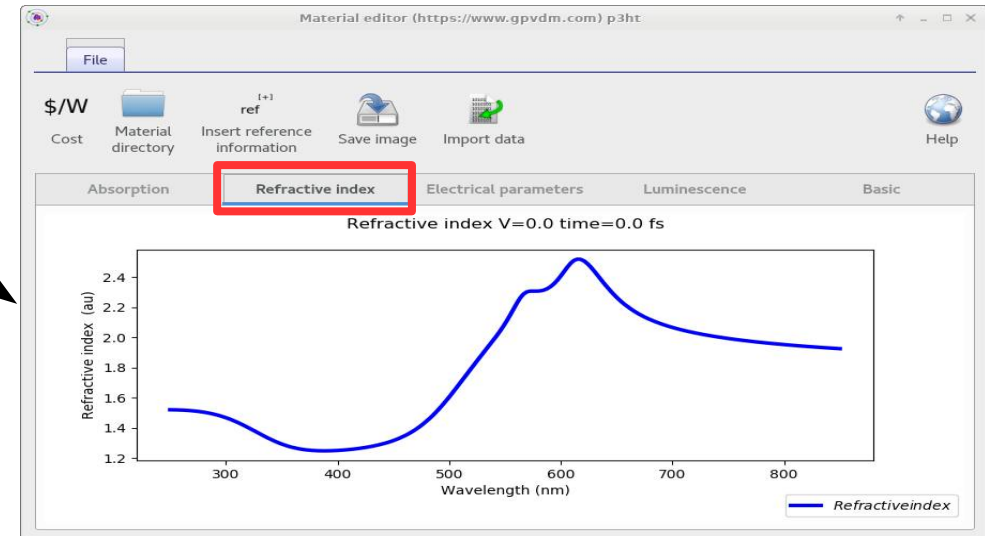 Material editor (https://www.gpvdm.com) p3ht
File
$/W
Cost
Material
directory
[+]
ref
Insert reference
information
Save image
Import data
Help
Absorption
Refractive index
Electrical parameters
Luminescence
Basic
Refractive index V=0.0 time=0.0 fs
Refractive index (au)
2.4
2.2
2.0
1.8
1.6
1.4
1.2
300 400 500 600 700 800
Wavelength (nm)
Refractiveindex